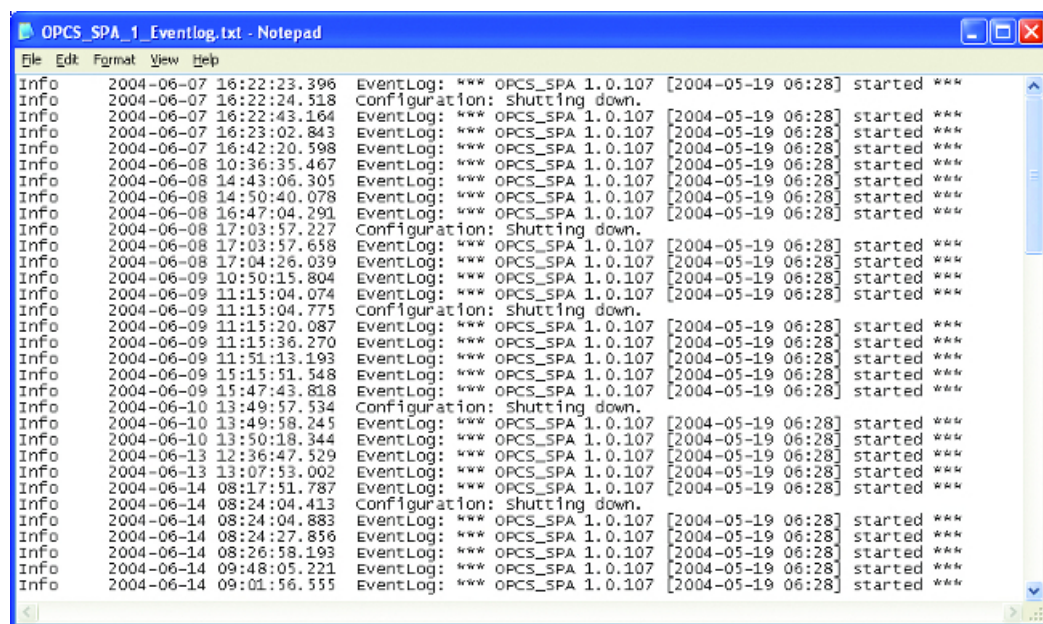 OPCS_SPA_1_Eventlog.txt - Notepad
File Edit Format View Help
Info 2004-06-07 16:22:23.396 EventLog: *** OPCS_SPA 1.0.107 [2004-05-19 06:28] started ***
Info 2004-06-07 16:22:24.518 Configuration: Shutting down.
Info 2004-06-07 16:22:43.164 EventLog: *** OPCS_SPA 1.0.107 [2004-05-19 06:28] started ***
Info 2004-06-07 16:23:02.843 EventLog: *** OPCS_SPA 1.0.107 [2004-05-19 06:28] started ***
Info 2004-06-07 16:42:20.598 EventLog: *** OPCS_SPA 1.0.107 [2004-05-19 06:28] started ***
Info 2004-06-08 10:36:35.467 EventLog: *** OPCS_SPA 1.0.107 [2004-05-19 06:28] started ***
Info 2004-06-08 14:43:06.305 EventLog: *** OPCS_SPA 1.0.107 [2004-05-19 06:28] started ***
Info 2004-06-08 14:50:40.078 EventLog: *** OPCS_SPA 1.0.107 [2004-05-19 06:28] started ***
Info 2004-06-08 16:47:04.291 EventLog: *** OPCS_SPA 1.0.107 [2004-05-19 06:28] started ***
Info 2004-06-08 17:03:57.227 Configuration: Shutting down.
Info 2004-06-08 17:03:57.658 EventLog: *** OPCS_SPA 1.0.107 [2004-05-19 06:28] started ***
Info 2004-06-08 17:04:26.039 EventLog: *** OPCS_SPA 1.0.107 [2004-05-19 06:28] started ***
Info 2004-06-09 10:50:15.804 EventLog: *** OPCS_SPA 1.0.107 [2004-05-19 06:28] started ***
Info 2004-06-09 11:15:04.074 EventLog: *** OPCS_SPA 1.0.107 [2004-05-19 06:28] started ***
Info 2004-06-09 11:15:04.775 Configuration: Shutting down.
Info 2004-06-09 11:15:20.087 EventLog: *** OPCS_SPA 1.0.107 [2004-05-19 06:28] started ***
Info 2004-06-09 11:15:36.270 EventLog: *** OPCS_SPA 1.0.107 [2004-05-19 06:28] started ***
Info 2004-06-09 11:51:13.193 EventLog: *** OPCS_SPA 1.0.107 [2004-05-19 06:28] started ***
Info 2004-06-09 15:15:51.548 EventLog: *** OPCS_SPA 1.0.107 [2004-05-19 06:28] started ***
Info 2004-06-09 15:47:43.818 EventLog: *** OPCS_SPA 1.0.107 [2004-05-19 06:28] started ***
Info 2004-06-10 13:49:57.534 Configuration: Shutting down.
Info 2004-06-10 13:49:58.245 EventLog: *** OPCS_SPA 1.0.107 [2004-05-19 06:28] started ***
Info 2004-06-10 13:50:18.344 EventLog: *** OPCS_SPA 1.0.107 [2004-05-19 06:28] started ***
Info 2004-06-13 12:36:47.529 EventLog: *** OPCS_SPA 1.0.107 [2004-05-19 06:28] started ***
Info 2004-06-13 13:07:53.002 EventLog: *** OPCS_SPA 1.0.107 [2004-05-19 06:28] started ***
Info 2004-06-14 08:17:51.787 EventLog: *** OPCS_SPA 1.0.107 [2004-05-19 06:28] started ***
Info 2004-06-14 08:24:04.413 Configuration: Shutting down.
Info 2004-06-14 08:24:04.883 EventLog: *** OPCS_SPA 1.0.107 [2004-05-19 06:28] started ***
Info 2004-06-14 08:24:27.856 EventLog: *** OPCS_SPA 1.0.107 [2004-05-19 06:28] started ***
Info 2004-06-14 08:26:58.193 EventLog: *** OPCS_SPA 1.0.107 [2004-05-19 06:28] started ***
Info 2004-06-14 09:48:05.221 EventLog: *** OPCS_SPA 1.0.107 [2004-05-19 06:28] started ***
Info 2004-06-14 09:01:56.555 EventLog: *** OPCS_SPA 1.0.107 [2004-05-19 06:28] started ***